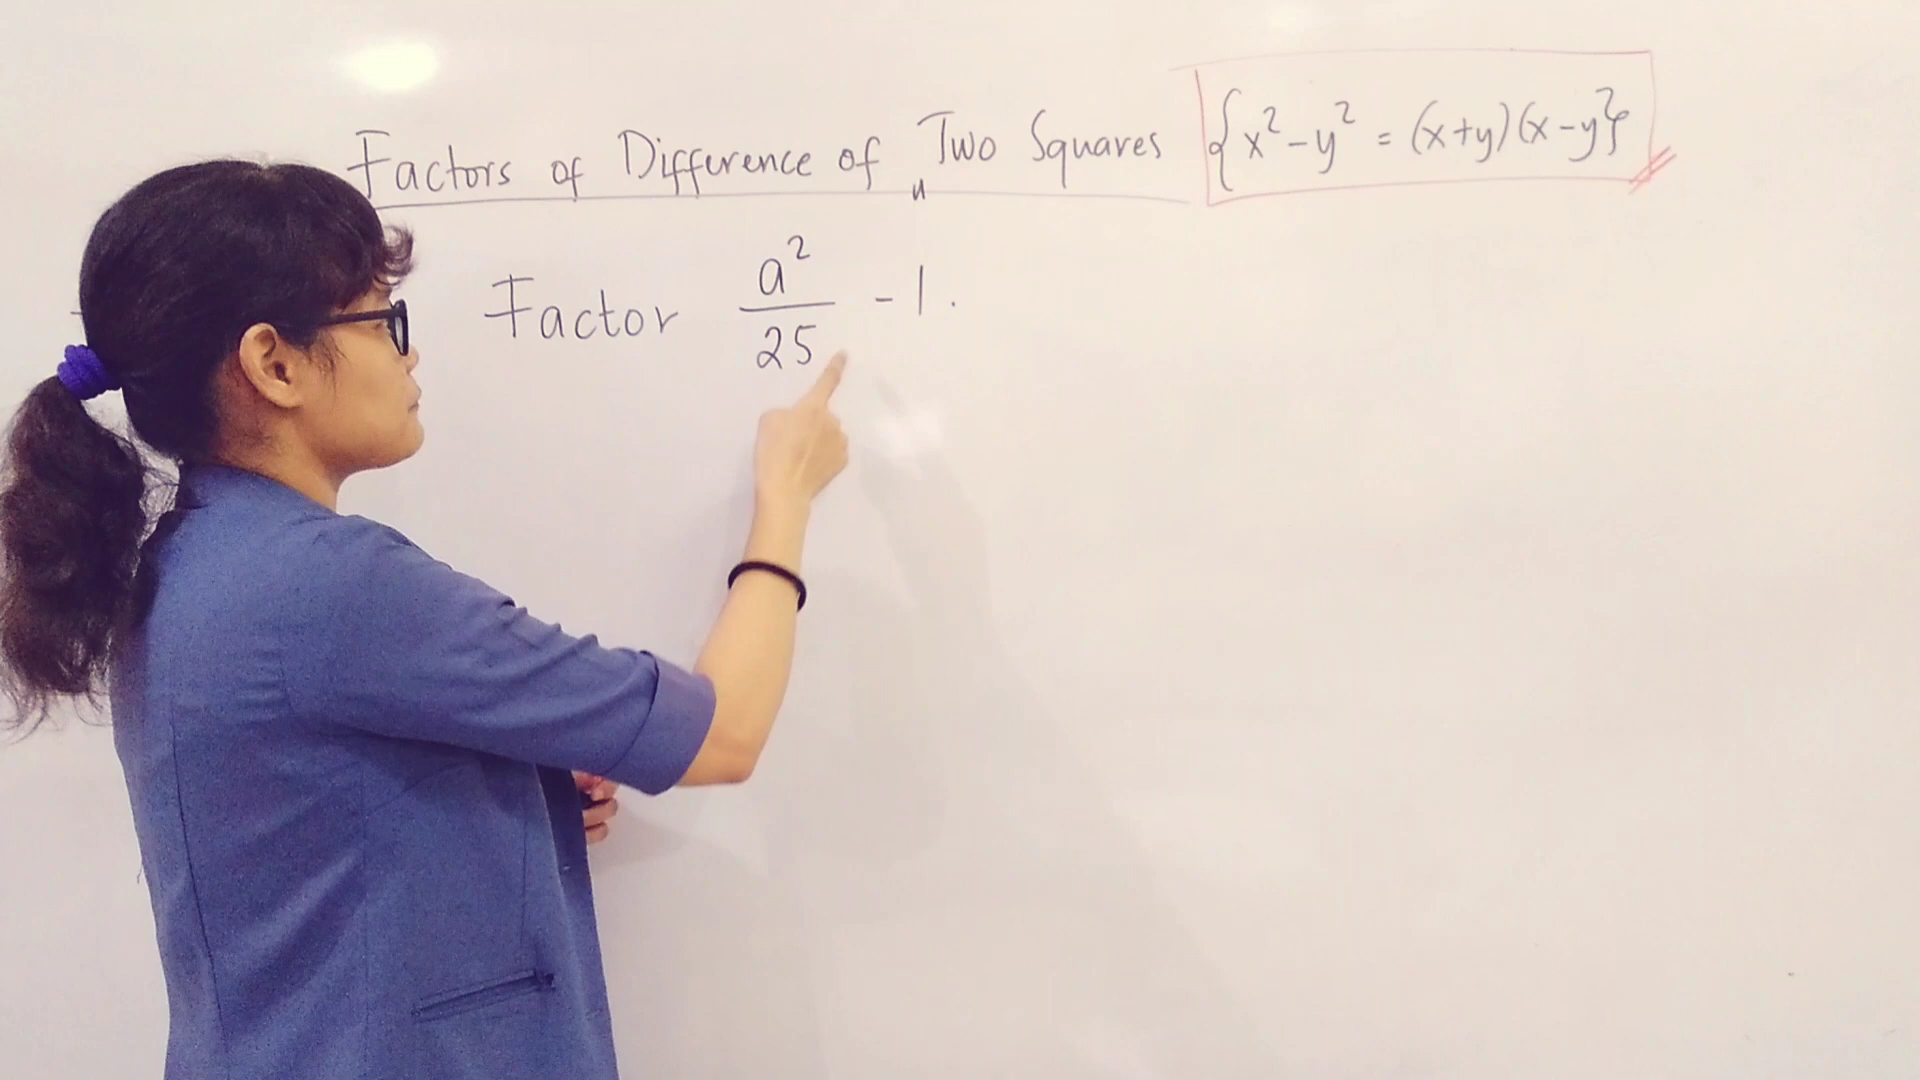 Factors of Difference of Two Squares {x² - y² = (x+y)(x-y)}
Factor a²/25 - 1.